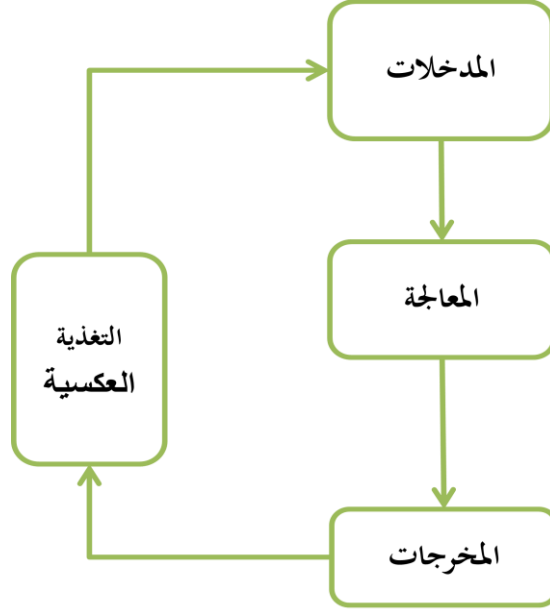 المدخلات
المعالجة
التغذية
العكسية
المخرجات